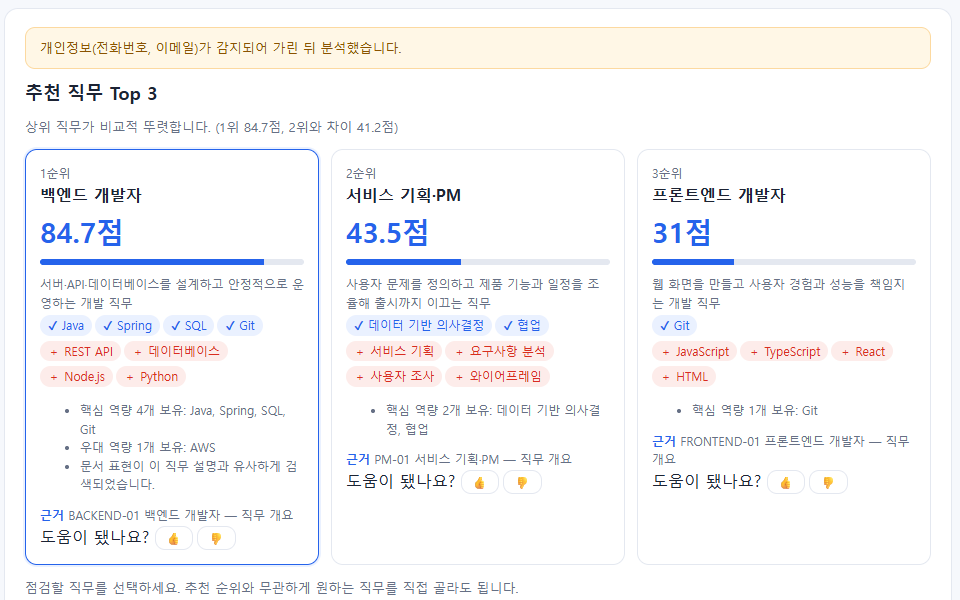 개인정보(전화번호, 이메일)가 감지되어 가린 뒤 분석했습니다.
추천 직무 Top 3
상위 직무가 비교적 뚜렷합니다. (1위 84.7점, 2위와 차이 41.2점)
1순위
백엔드 개발자
84.7점
서버·API·데이터베이스를 설계하고 안정적으로 운
영하는 개발 직무
✓ Java ✓ Spring ✓ SQL ✓ Git
+ REST API + 데이터베이스
+ Node.js + Python
• 핵심 역량 4개 보유: Java, Spring, SQL,
Git
• 우대 역량 1개 보유: AWS
• 문서 표현이 이 직무 설명과 유사하게 검
색되었습니다.
근거 BACKEND-01 백엔드 개발자 — 직무 개요
도움이 됐나요? 👍 👎
2순위
서비스 기획·PM
43.5점
사용자 문제를 정의하고 제품 기능과 일정을 조
율해 출시까지 이끄는 직무
✓ 데이터 기반 의사결정 ✓ 협업
+ 서비스 기획 + 요구사항 분석
+ 사용자 조사 + 와이어프레임
• 핵심 역량 2개 보유: 데이터 기반 의사결
정, 협업
근거 PM-01 서비스 기획·PM — 직무 개요
도움이 됐나요? 👍 👎
3순위
프론트엔드 개발자
31점
웹 화면을 만들고 사용자 경험과 성능을 책임지
는 개발 직무
✓ Git
+ JavaScript + TypeScript + React
+ HTML
• 핵심 역량 1개 보유: Git
근거 FRONTEND-01 프론트엔드 개발자 — 직무
개요
도움이 됐나요? 👍 👎
점검할 직무를 선택하세요. 추천 순위와 무관하게 원하는 직무를 직접 골라도 됩니다.